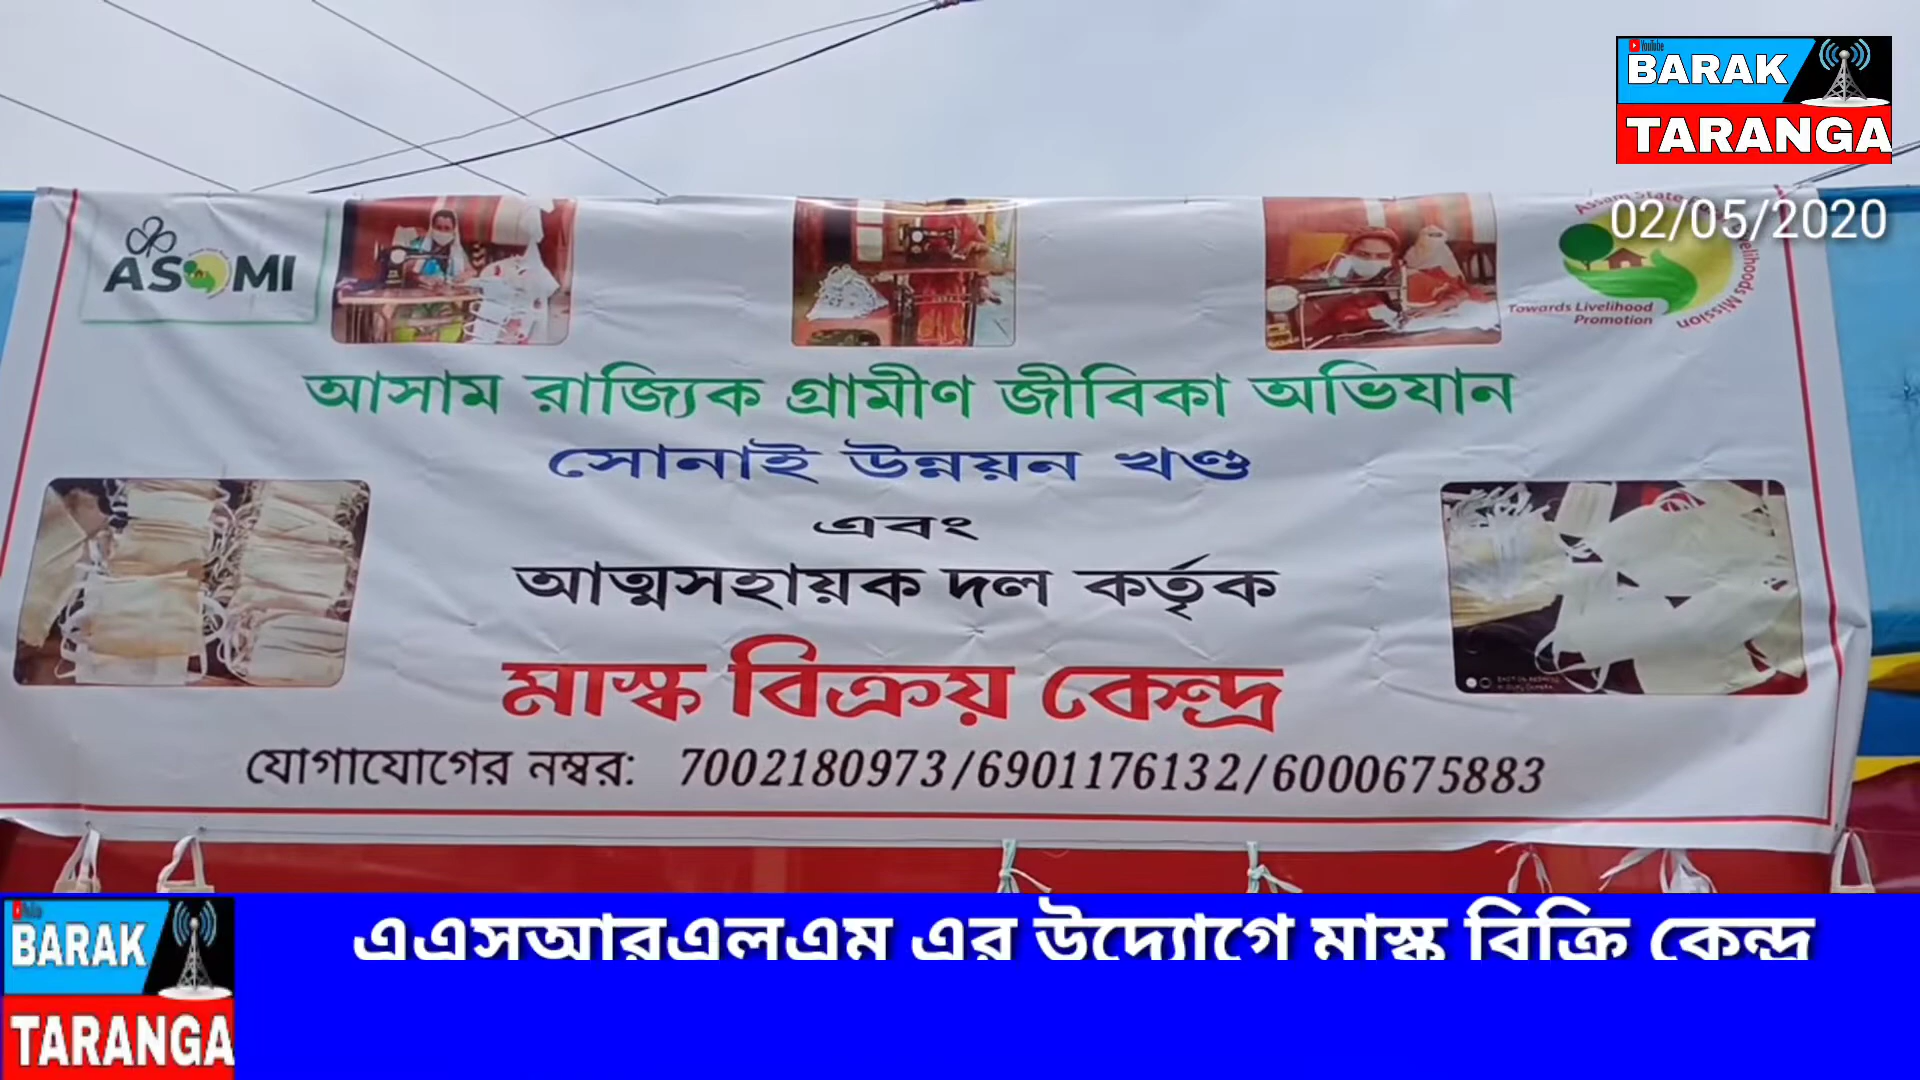 YouTube
BARAK
TARANGA
02/05/2020
ASOMI
Assam State
Livelihoods Mission
Towards Livelihood
Promotion
আসাম রাজ্যিক গ্রামীণ জীবিকা অভিযান
সোনাই উন্নয়ন খণ্ড
এবং
আত্মসহায়ক দল কর্তৃক
মাস্ক বিক্রয় কেন্দ্র
যোগাযোগের নম্বর: 7002180973/6901176132/6000675883
BARAK
TARANGA
এএসআরএলএম এর উদ্যোগে মাস্ক বিক্রি কেন্দ্র